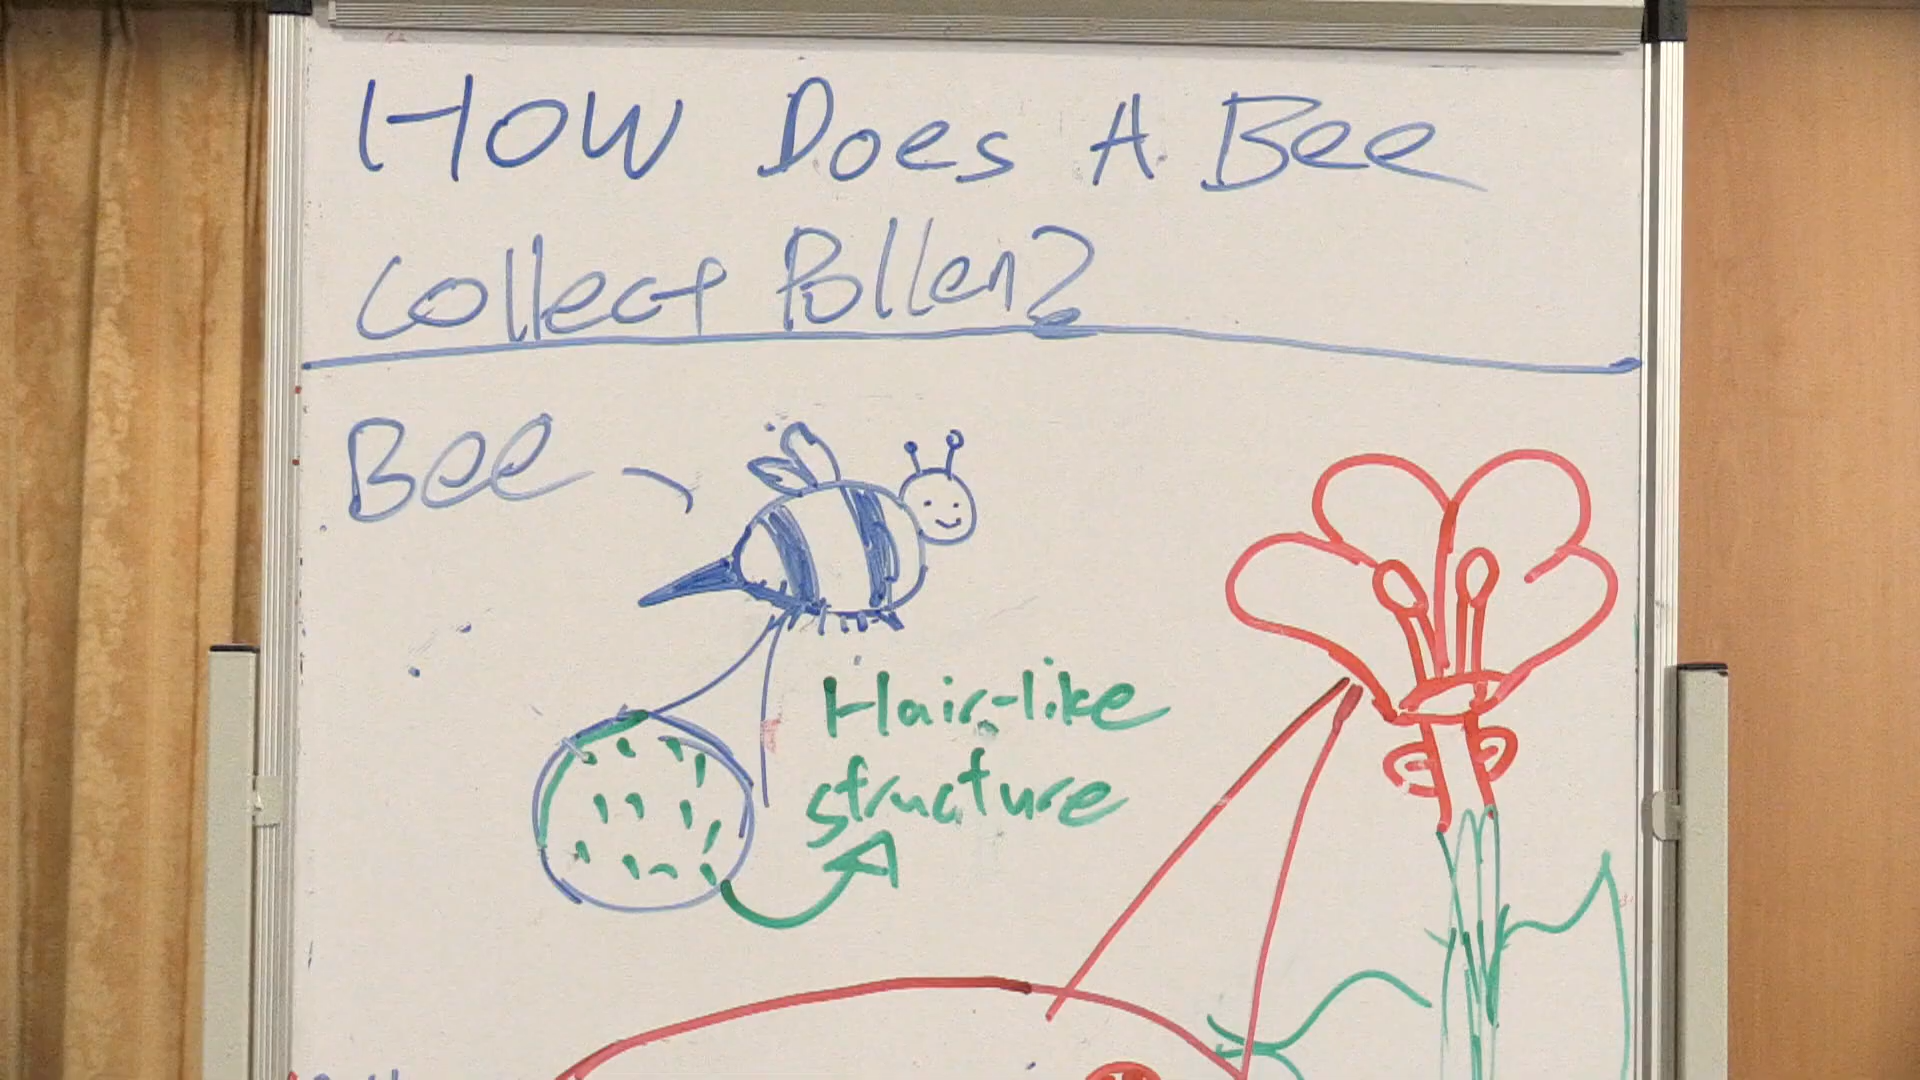 How Does A Bee
collect Pollen?
Bee
Hair-like
structure